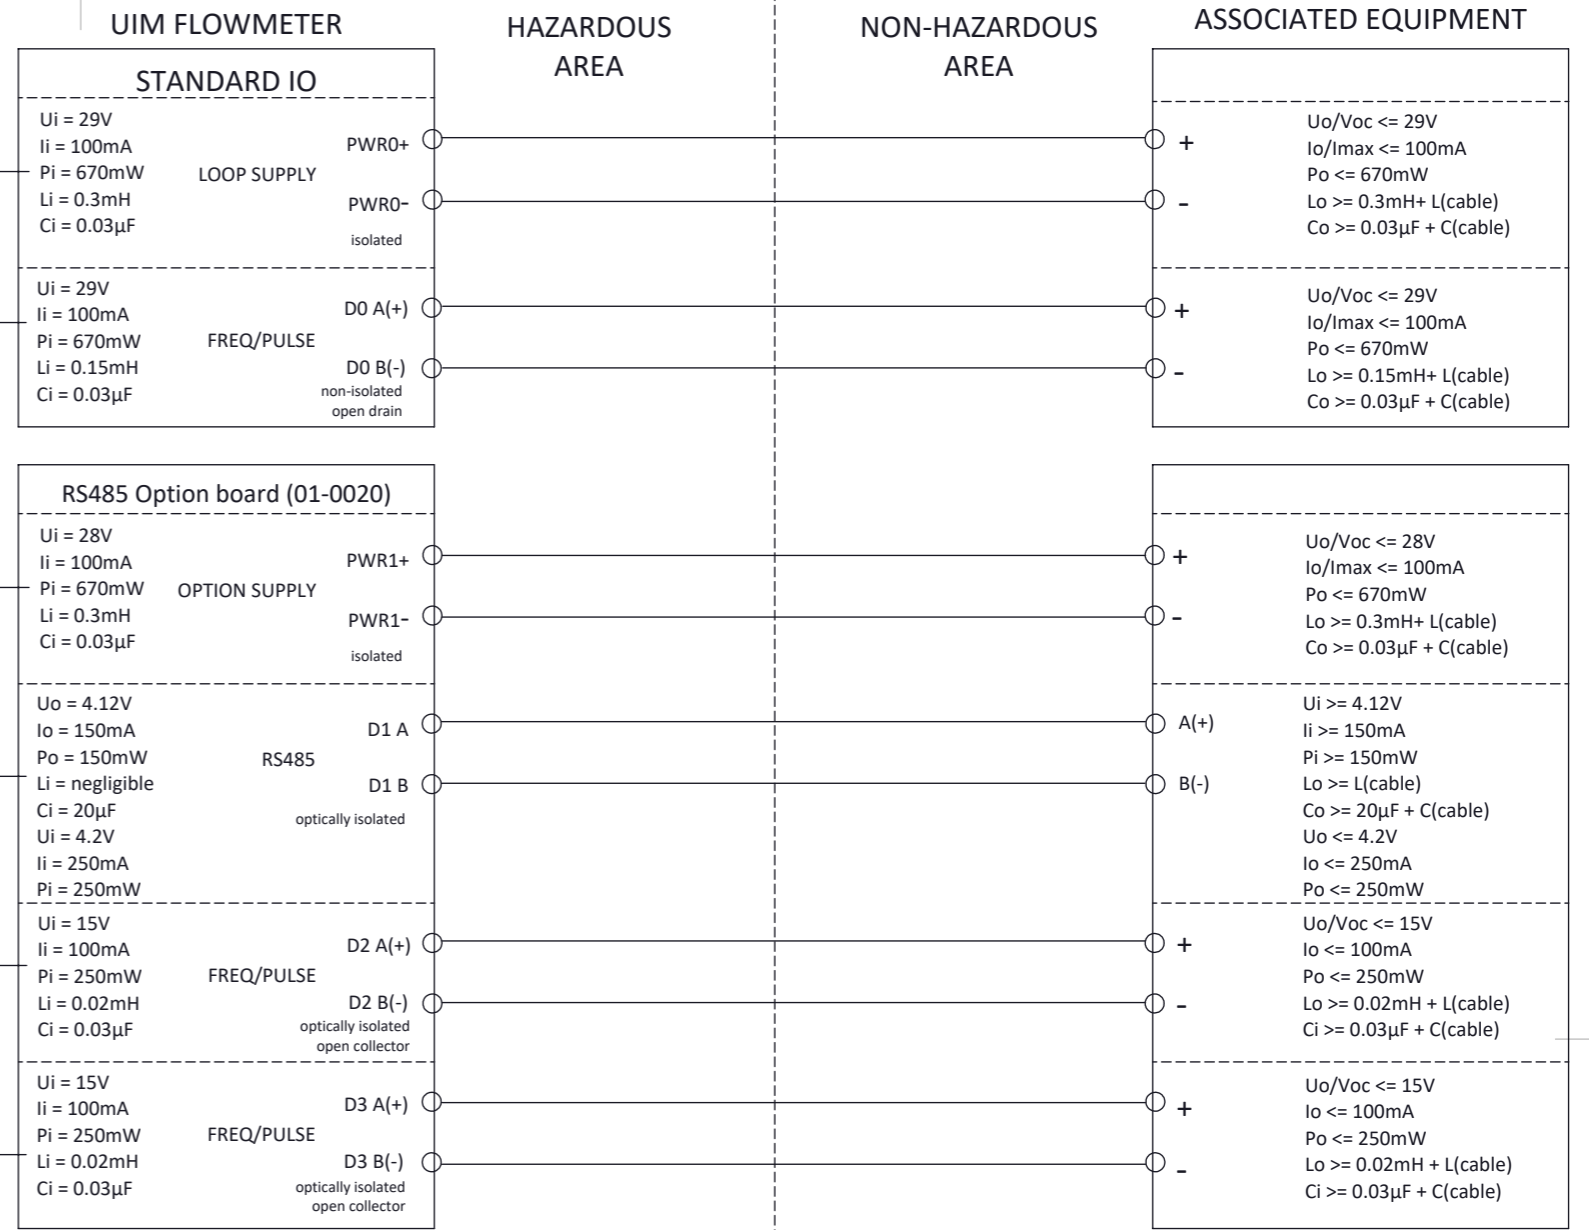 UIM FLOWMETER
HAZARDOUS
AREA
NON-HAZARDOUS
AREA
ASSOCIATED EQUIPMENT
STANDARD IO
Ui = 29V
Ii = 100mA
Pi = 670mW
Li = 0.3mH
Ci = 0.03µF
LOOP SUPPLY
PWR0+
PWR0-
isolated
+
-
Uo/Voc <= 29V
Io/Imax <= 100mA
Po <= 670mW
Lo >= 0.3mH+ L(cable)
Co >= 0.03µF + C(cable)
Ui = 29V
Ii = 100mA
Pi = 670mW
Li = 0.15mH
Ci = 0.03µF
FREQ/PULSE
D0 A(+)
D0 B(-)
non-isolated
open drain
+
-
Uo/Voc <= 29V
Io/Imax <= 100mA
Po <= 670mW
Lo >= 0.15mH+ L(cable)
Co >= 0.03µF + C(cable)
RS485 Option board (01-0020)
Ui = 28V
Ii = 100mA
Pi = 670mW
Li = 0.3mH
Ci = 0.03µF
OPTION SUPPLY
PWR1+
PWR1-
isolated
+
-
Uo/Voc <= 28V
Io/Imax <= 100mA
Po <= 670mW
Lo >= 0.3mH+ L(cable)
Co >= 0.03µF + C(cable)
Uo = 4.12V
Io = 150mA
Po = 150mW
Li = negligible
Ci = 20µF
Ui = 4.2V
Ii = 250mA
Pi = 250mW
RS485
D1 A
D1 B
optically isolated
A(+)
B(-)
Ui >= 4.12V
Ii >= 150mA
Pi >= 150mW
Lo >= L(cable)
Co >= 20µF + C(cable)
Uo <= 4.2V
Io <= 250mA
Po <= 250mW
Ui = 15V
Ii = 100mA
Pi = 250mW
Li = 0.02mH
Ci = 0.03µF
FREQ/PULSE
D2 A(+)
D2 B(-)
optically isolated
open collector
+
-
Uo/Voc <= 15V
Io <= 100mA
Po <= 250mW
Lo >= 0.02mH + L(cable)
Ci >= 0.03µF + C(cable)
Ui = 15V
Ii = 100mA
Pi = 250mW
Li = 0.02mH
Ci = 0.03µF
FREQ/PULSE
D3 A(+)
D3 B(-)
optically isolated
open collector
+
-
Uo/Voc <= 15V
Io <= 100mA
Po <= 250mW
Lo >= 0.02mH + L(cable)
Ci >= 0.03µF + C(cable)